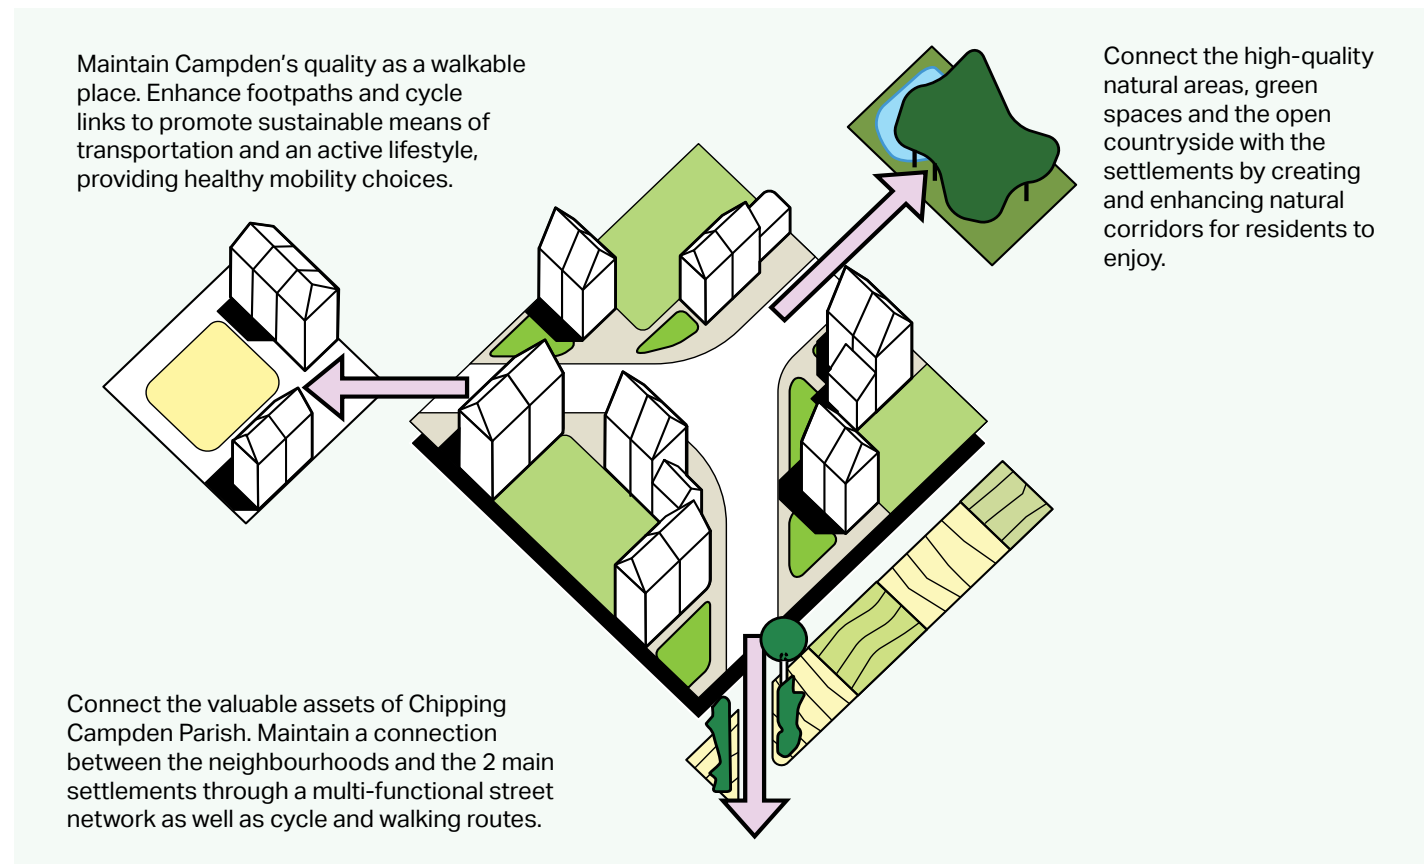 Maintain Campden's quality as a walkable
place. Enhance footpaths and cycle
links to promote sustainable means of
transportation and an active lifestyle,
providing healthy mobility choices.
Connect the high-quality
natural areas, green
spaces and the open
countryside with the
settlements by creating
and enhancing natural
corridors for residents to
enjoy.
Connect the valuable assets of Chipping
Campden Parish. Maintain a connection
between the neighbourhoods and the 2 main
settlements through a multi-functional street
network as well as cycle and walking routes.